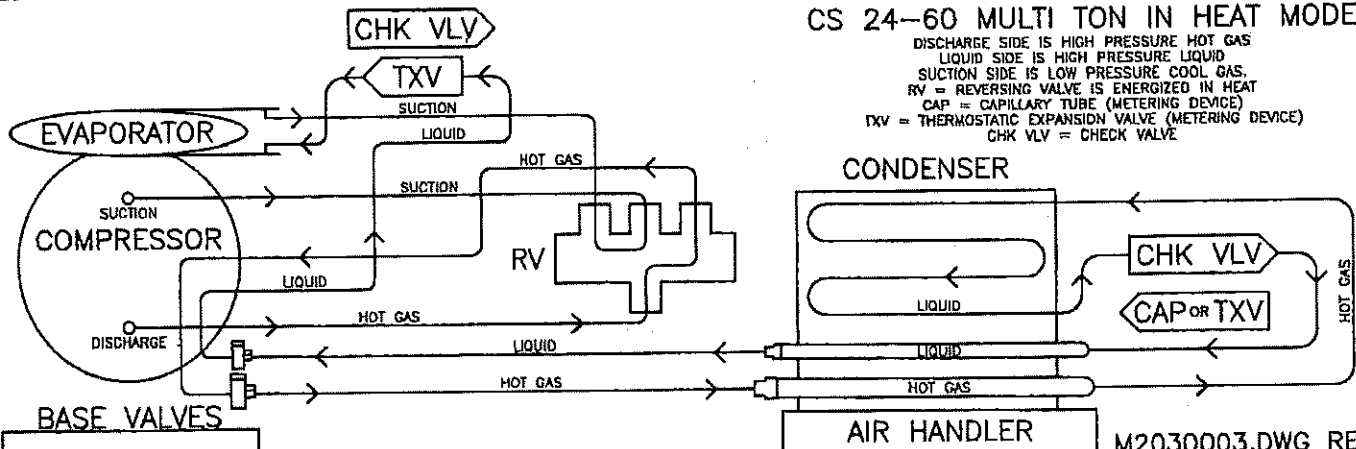 CS 24-60 MULTI TON IN HEAT MODE
DISCHARGE SIDE IS HIGH PRESSURE HOT GAS
LIQUID SIDE IS HIGH PRESSURE LIQUID
SUCTION SIDE IS LOW PRESSURE COOL GAS.
RV = REVERSING VALVE IS ENERGIZED IN HEAT
CAP = CAPILLARY TUBE (METERING DEVICE)
TXV = THERMOSTATIC EXPANSION VALVE (METERING DEVICE)
CHK VLV = CHECK VALVE
CHK VLV
TXV
SUCTION
LIQUID
EVAPORATOR
HOT GAS
SUCTION
SUCTION
COMPRESSOR
RV
LIQUID
HOT GAS
DISCHARGE
LIQUID
HOT GAS
BASE VALVES
CONDENSER
CHK VLV
LIQUID
CAP OR TXV
HOT GAS
LIQUID
HOT GAS
AIR HANDLER
M2030003.DWG RE